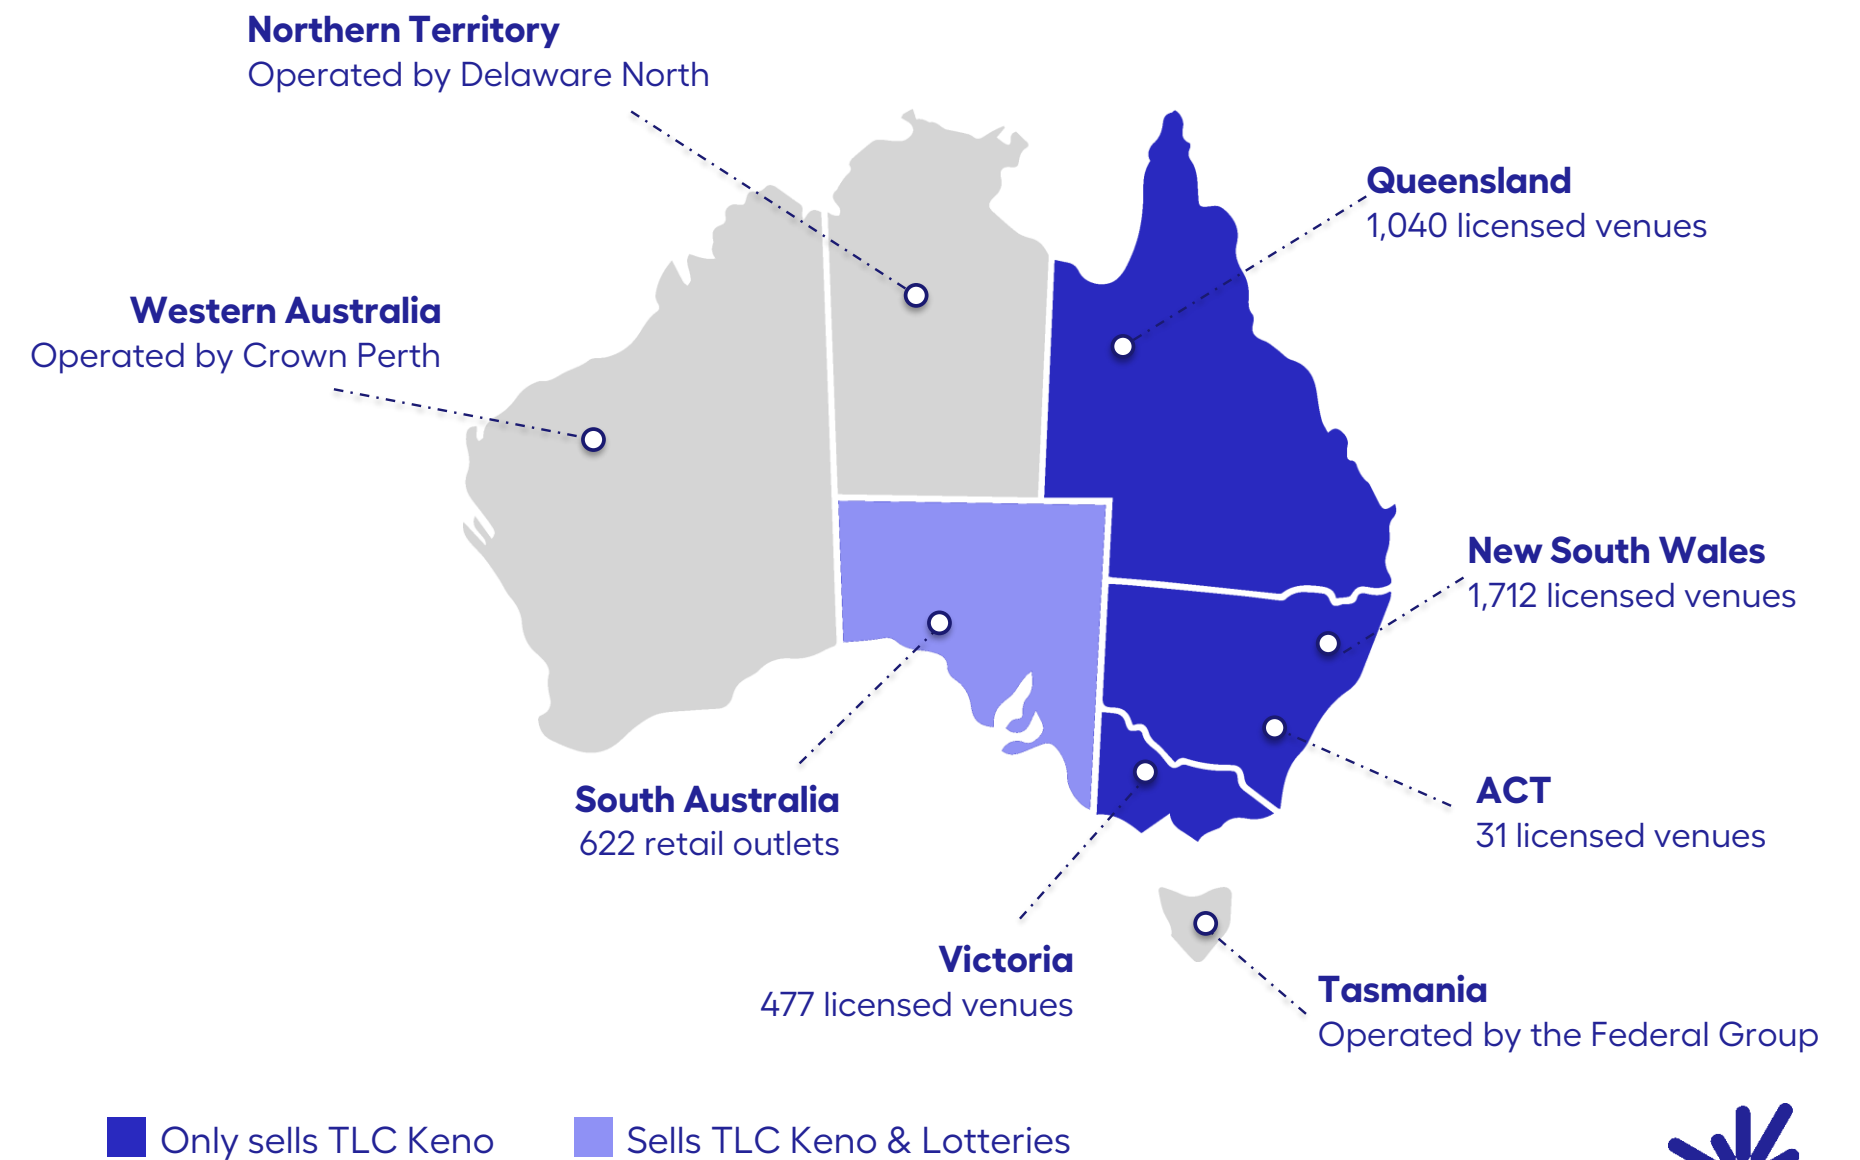 Northern Territory
Operated by Delaware North
Queensland
1,040 licensed venues
Western Australia
Operated by Crown Perth
New South Wales
1,712 licensed venues
South Australia
622 retail outlets
ACT
31 licensed venues
Victoria
477 licensed venues
Tasmania
Operated by the Federal Group
Only sells TLC Keno
Sells TLC Keno & Lotteries